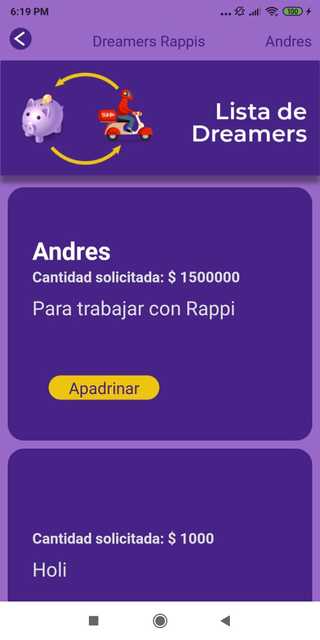 6:19 PM
100
Dreamers Rappis
Andres
Lista de
Dreamers
Andres
Cantidad solicitada: $ 1500000
Para trabajar con Rappi
Apadrinar
Cantidad solicitada: $ 1000
Holi